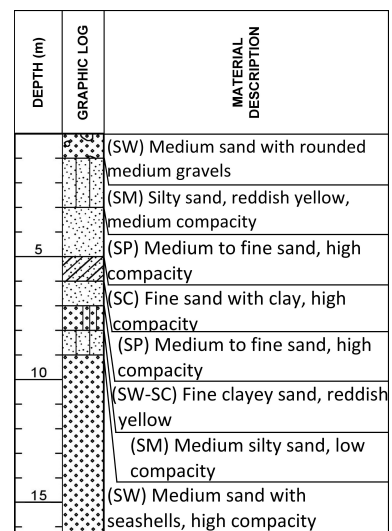 DEPTH (m)
GRAPHIC LOG
MATERIAL
DESCRIPTION
(SW) Medium sand with rounded
medium gravels
(SM) Silty sand, reddish yellow,
medium compacity
5
(SP) Medium to fine sand, high
compacity
(SC) Fine sand with clay, high
compacity
(SP) Medium to fine sand, high
compacity
10
(SW-SC) Fine clayey sand, reddish
yellow
(SM) Medium silty sand, low
compacity
15
(SW) Medium sand with
seashells, high compacity